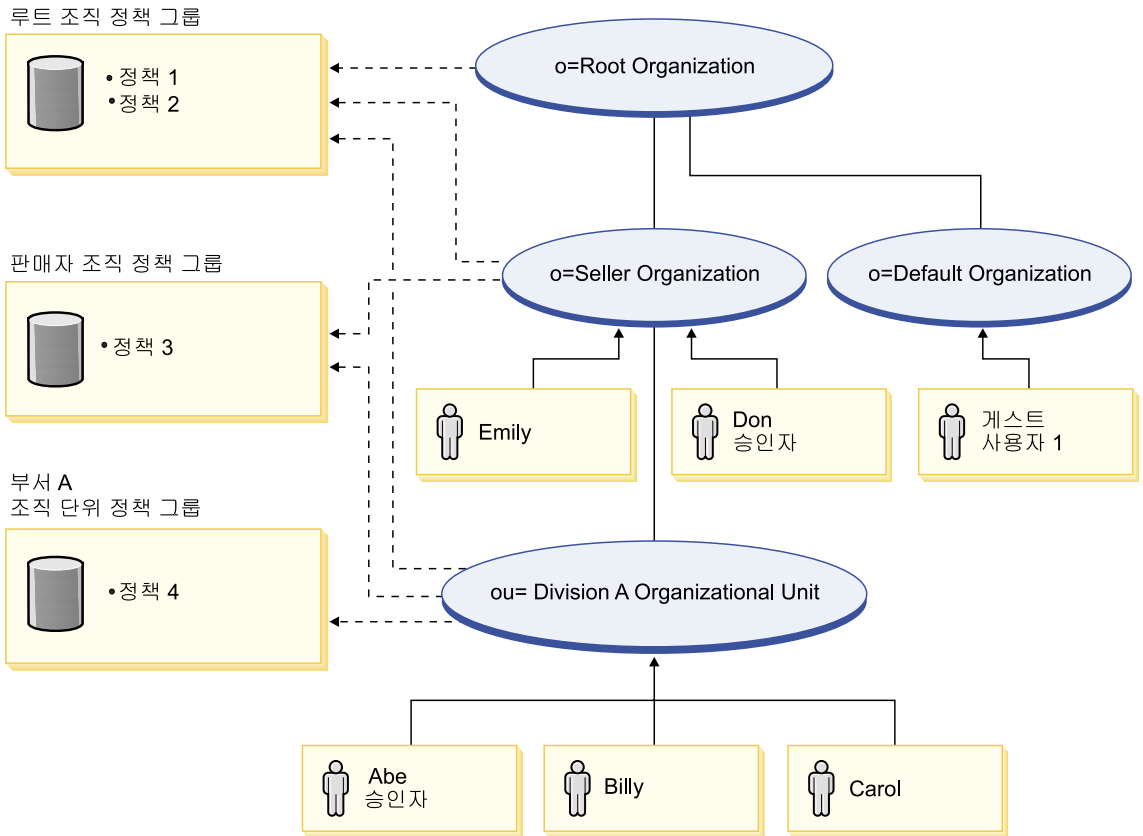 루트 조직 정책 그룹
• 정책 1
• 정책 2
o=Root Organization
판매자 조직 정책 그룹
• 정책 3
o=Seller Organization
o=Default Organization
Emily
Don
승인자
게스트
사용자 1
부서 A
조직 단위 정책 그룹
• 정책 4
ou= Division A Organizational Unit
Abe
승인자
Billy
Carol